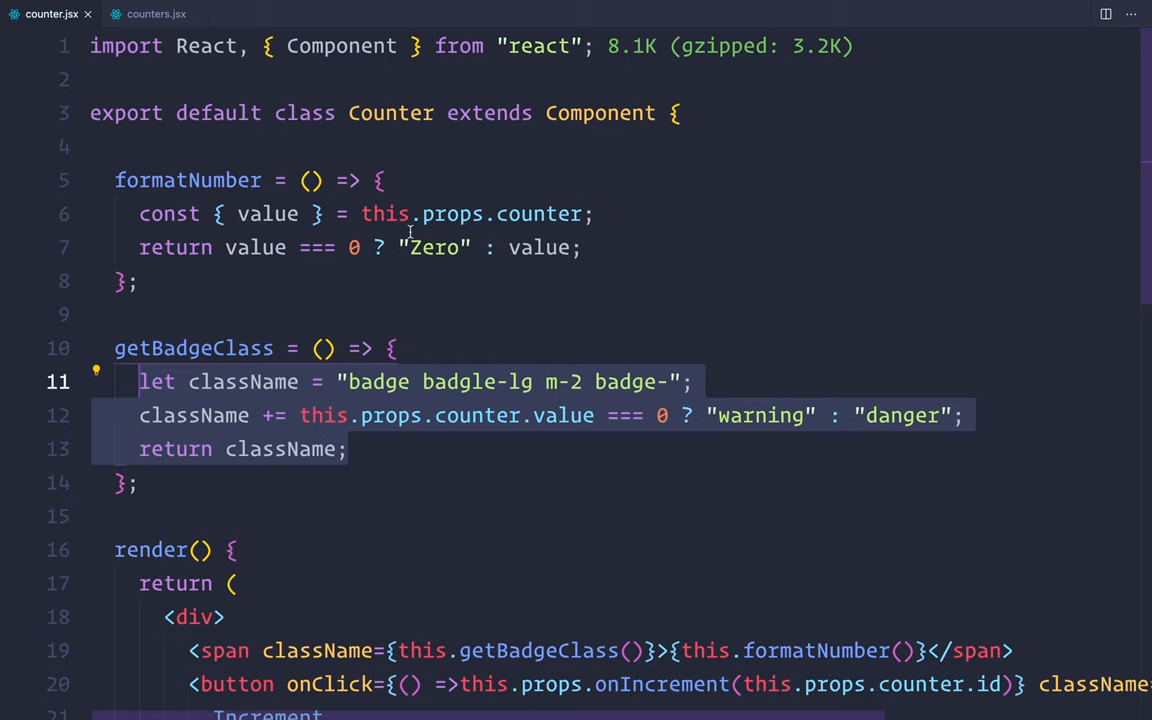 counter.jsx × counters.jsx
1 import React, { Component } from "react"; 8.1K (gzipped: 3.2K)
2
3 export default class Counter extends Component {
4
5 formatNumber = () => {
6 const { value } = this.props.counter;
7 return value === 0 ? "Zero" : value;
8 };
9
10 getBadgeClass = () => {
11 let className = "badge badgle-lg m-2 badge-";
12 className += this.props.counter.value === 0 ? "warning" : "danger";
13 return className;
14 };
15
16 render() {
17 return (
18 <div>
19 <span className={this.getBadgeClass()}>{this.formatNumber()}</span>
20 <button onClick={() =>this.props.onIncrement(this.props.counter.id)} className=
21 Increment